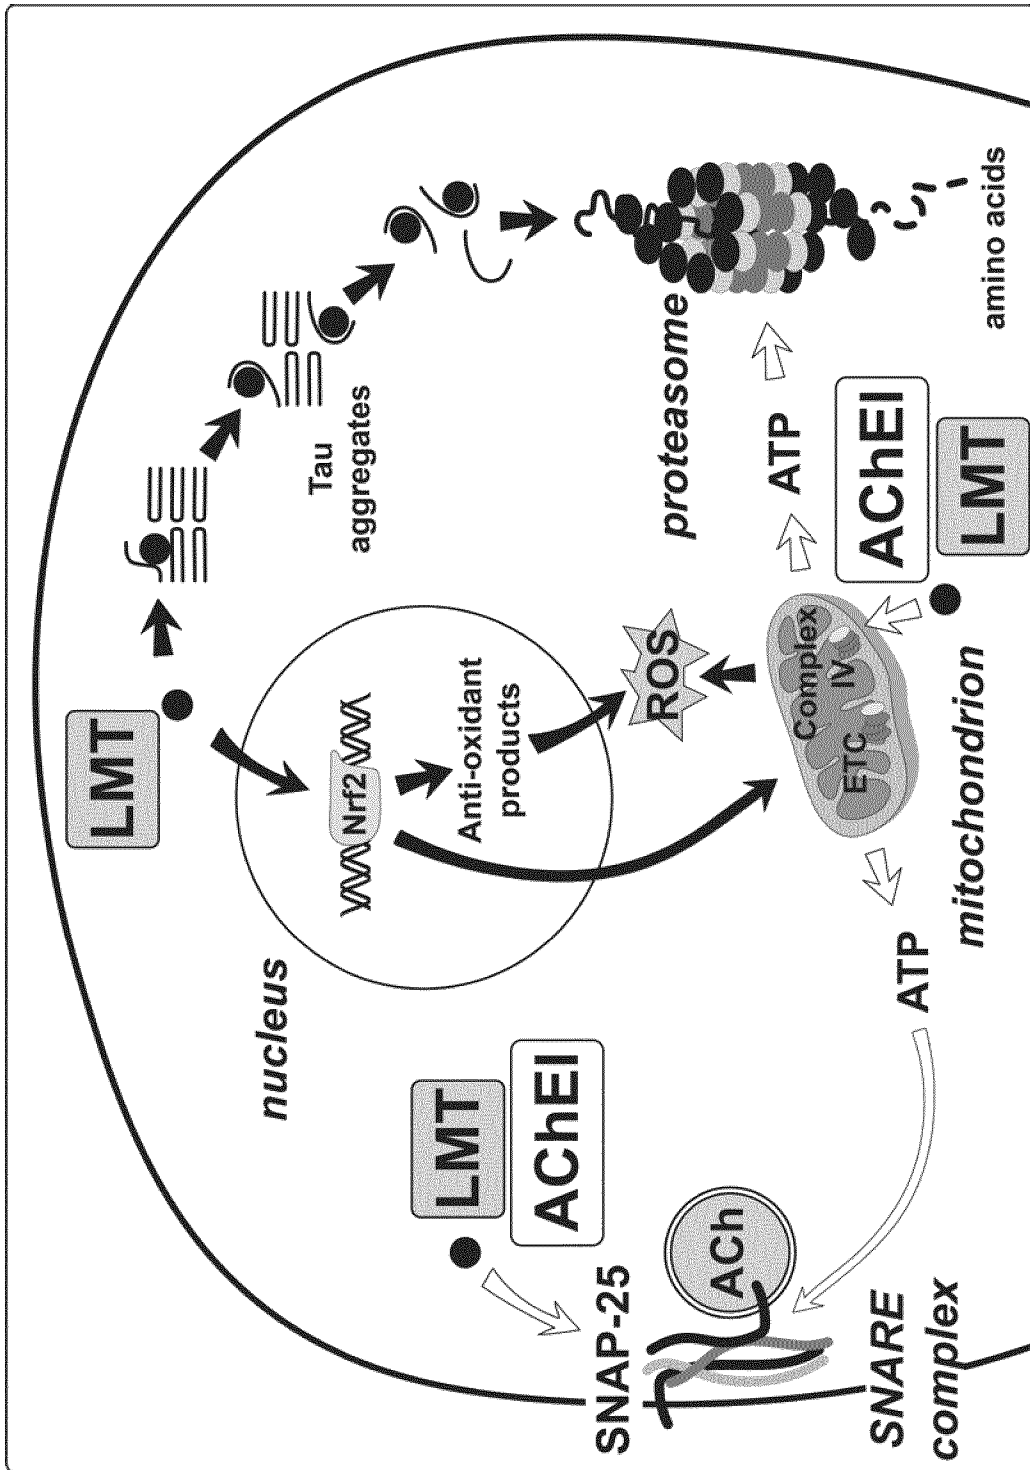 LMT
Tau
aggregates
nucleus
Nrf2
Anti-oxidant
products
LMT
AChEI
ROS
proteasome
SNAP-25
ACh
Complex
IV
ETC
ATP
AChEI
LMT
amino acids
ATP
mitochondrion
SNARE
complex